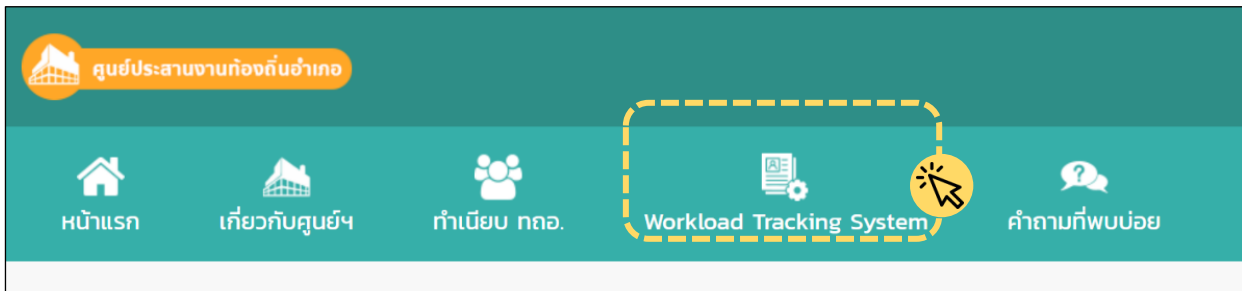 ศูนย์ประสานงานท้องถิ่นอำเภอ
หน้าแรก
เกี่ยวกับศูนย์ฯ
ทำเนียบ ทถอ.
Workload Tracking System
คำถามที่พบบ่อย